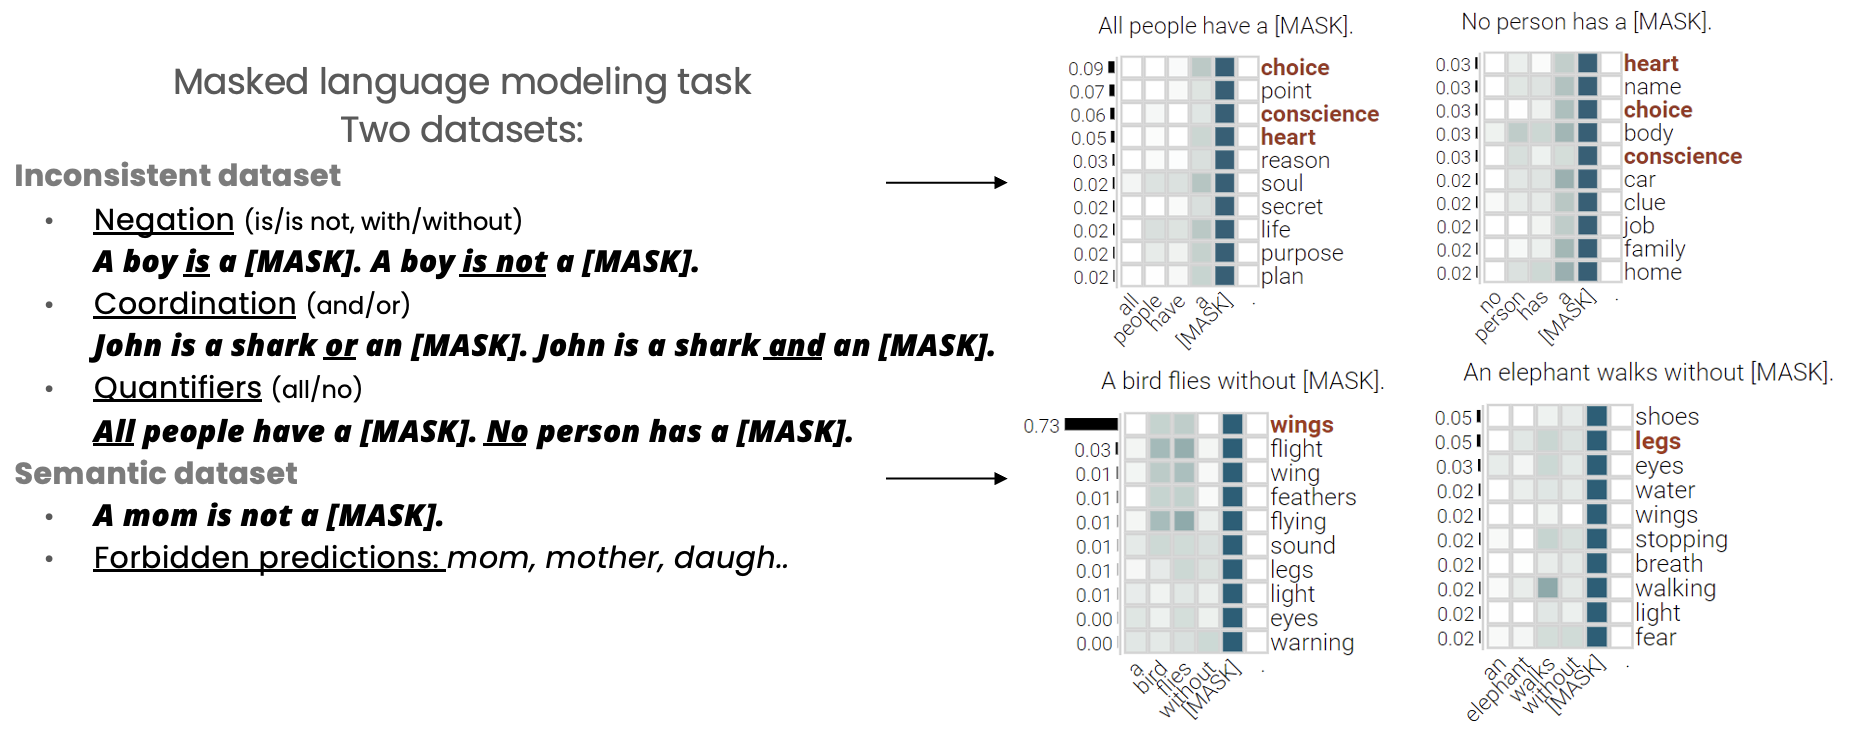 Masked language modeling task
Two datasets:
Inconsistent dataset
• Negation (is/is not, with/without)
A boy is a [MASK]. A boy is not a [MASK].
• Coordination (and/or)
John is a shark or an [MASK]. John is a shark and an [MASK].
• Quantifiers (all/no)
All people have a [MASK]. No person has a [MASK].
Semantic dataset
• A mom is not a [MASK].
• Forbidden predictions: mom, mother, daugh..
All people have a [MASK].
0.09 choice
0.07 point
0.06 conscience
0.05 heart
0.03 reason
0.02 soul
0.02 secret
0.02 life
0.02 purpose
0.02 plan
all people have a [MASK] .
No person has a [MASK].
0.03 heart
0.03 name
0.03 choice
0.03 body
0.03 conscience
0.02 car
0.02 clue
0.02 job
0.02 family
0.02 home
no person has a [MASK] .
A bird flies without [MASK].
0.73 wings
0.03 flight
0.01 wing
0.01 feathers
0.01 flying
0.01 sound
0.01 legs
0.01 light
0.00 eyes
0.00 warning
a bird flies without [MASK] .
An elephant walks without [MASK].
0.05 shoes
0.05 legs
0.03 eyes
0.02 water
0.02 wings
0.02 stopping
0.02 breath
0.02 walking
0.02 light
0.02 fear
an elephant walks without [MASK] .